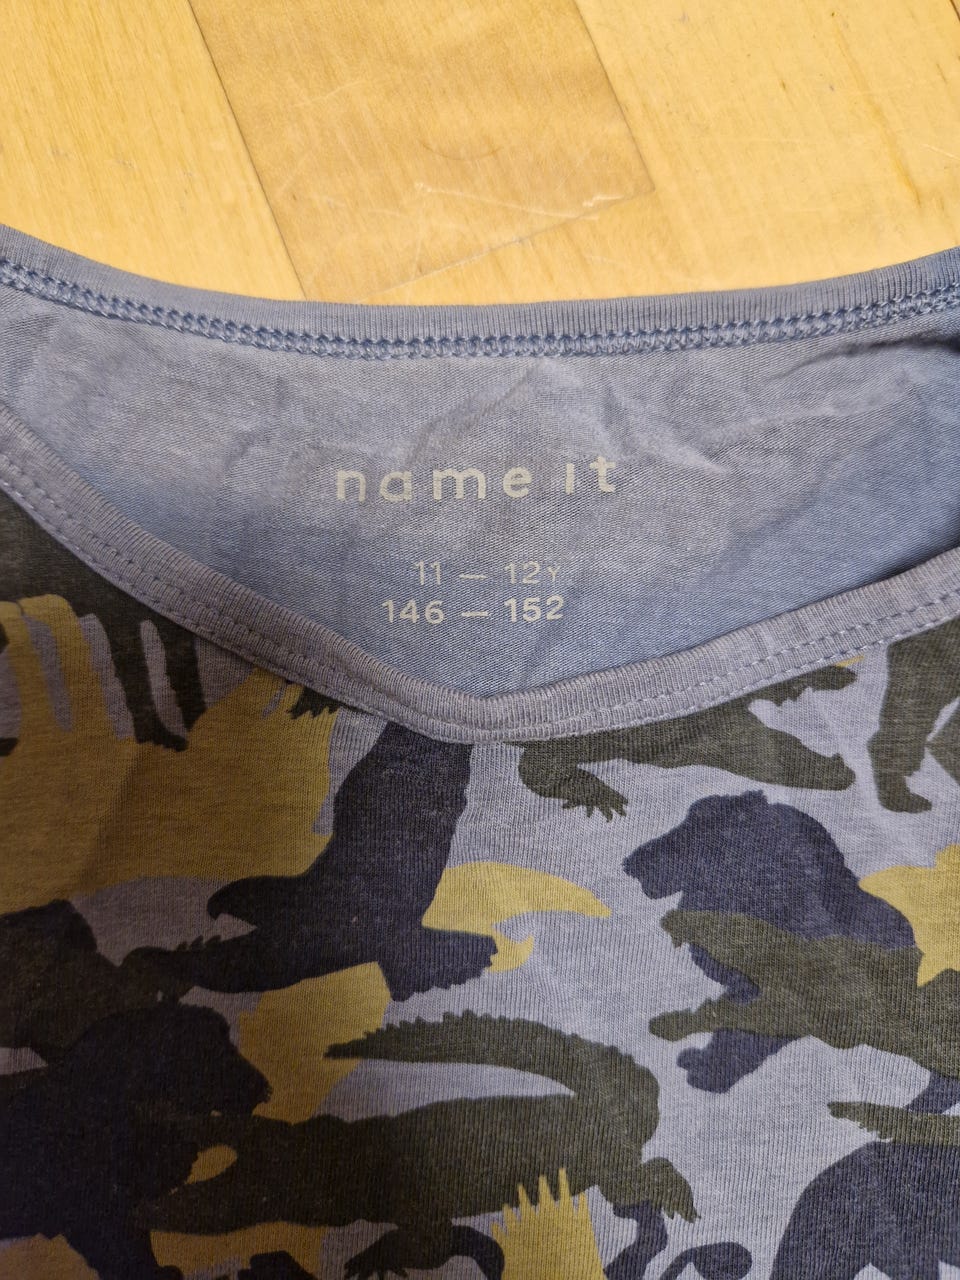 name it
11 — 12Y
146 — 152